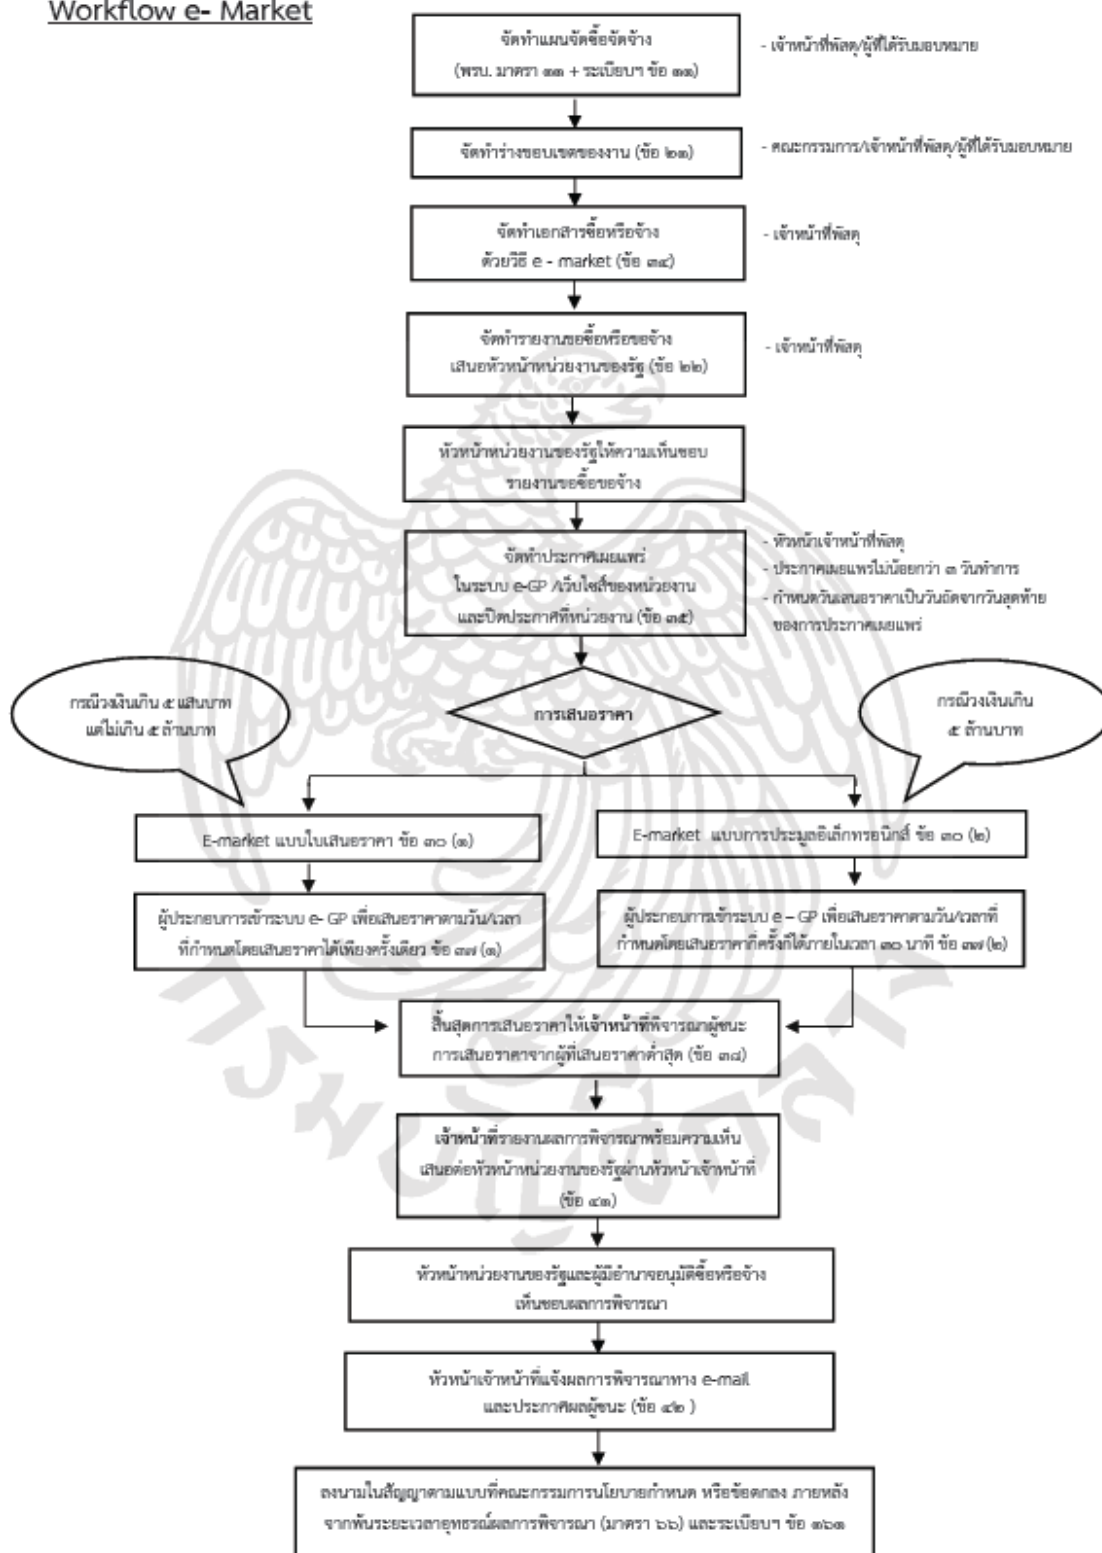 Workflow e- Market
จัดทำแผนจัดซื้อจัดจ้าง
(พรบ. มาตรา ๑๑ + ระเบียบฯ ข้อ ๑๑)
- เจ้าหน้าที่พัสดุ/ผู้ที่ได้รับมอบหมาย
จัดทำร่างขอบเขตของงาน (ข้อ ๒๑)
- คณะกรรมการ/เจ้าหน้าที่พัสดุ/ผู้ที่ได้รับมอบหมาย
จัดทำเอกสารซื้อหรือจ้าง
ด้วยวิธี e - market (ข้อ ๓๔)
- เจ้าหน้าที่พัสดุ
จัดทำรายงานขอซื้อหรือขอจ้าง
เสนอหัวหน้าหน่วยงานของรัฐ (ข้อ ๒๒)
- เจ้าหน้าที่พัสดุ
หัวหน้าหน่วยงานของรัฐให้ความเห็นชอบ
รายงานขอซื้อขอจ้าง
จัดทำประกาศเผยแพร่
ในระบบ e-GP /เว็บไซส์ของหน่วยงาน
และปิดประกาศที่หน่วยงาน (ข้อ ๓๕)
- หัวหน้าเจ้าหน้าที่พัสดุ
- ประกาศเผยแพร่ไม่น้อยกว่า ๓ วันทำการ
- กำหนดวันเสนอราคาเป็นวันถัดจากวันสุดท้าย
ของการประกาศเผยแพร่
กรณีวงเงินเกิน ๕ แสนบาท
แต่ไม่เกิน ๕ ล้านบาท
การเสนอราคา
กรณีวงเงินเกิน
๕ ล้านบาท
E-market แบบใบเสนอราคา ข้อ ๓๐ (๑)
E-market แบบการประมูลอิเล็กทรอนิกส์ ข้อ ๓๐ (๒)
ผู้ประกอบการเข้าระบบ e- GP เพื่อเสนอราคาตามวัน/เวลา
ที่กำหนดโดยเสนอราคาได้เพียงครั้งเดียว ข้อ ๓๗ (๑)
ผู้ประกอบการเข้าระบบ e – GP เพื่อเสนอราคาตามวัน/เวลาที่
กำหนดโดยเสนอราคากี่ครั้งก็ได้ภายในเวลา ๓๐ นาที ข้อ ๓๗ (๒)
สิ้นสุดการเสนอราคาให้เจ้าหน้าที่พิจารณาผู้ชนะ
การเสนอราคาจากผู้ที่เสนอราคาต่ำสุด (ข้อ ๓๘)
เจ้าหน้าที่รายงานผลการพิจารณาพร้อมความเห็น
เสนอต่อหัวหน้าหน่วยงานของรัฐผ่านหัวหน้าเจ้าหน้าที่
(ข้อ ๔๑)
หัวหน้าหน่วยงานของรัฐและผู้มีอำนาจอนุมัติซื้อหรือจ้าง
เห็นชอบผลการพิจารณา
หัวหน้าเจ้าหน้าที่แจ้งผลการพิจารณาทาง e-mail
และประกาศผลผู้ชนะ (ข้อ ๔๒ )
ลงนามในสัญญาตามแบบที่คณะกรรมการนโยบายกำหนด หรือข้อตกลง ภายหลัง
จากพ้นระยะเวลาอุทธรณ์ผลการพิจารณา (มาตรา ๖๖) และระเบียบฯ ข้อ ๑๖๑
กรมบัญชีกลาง